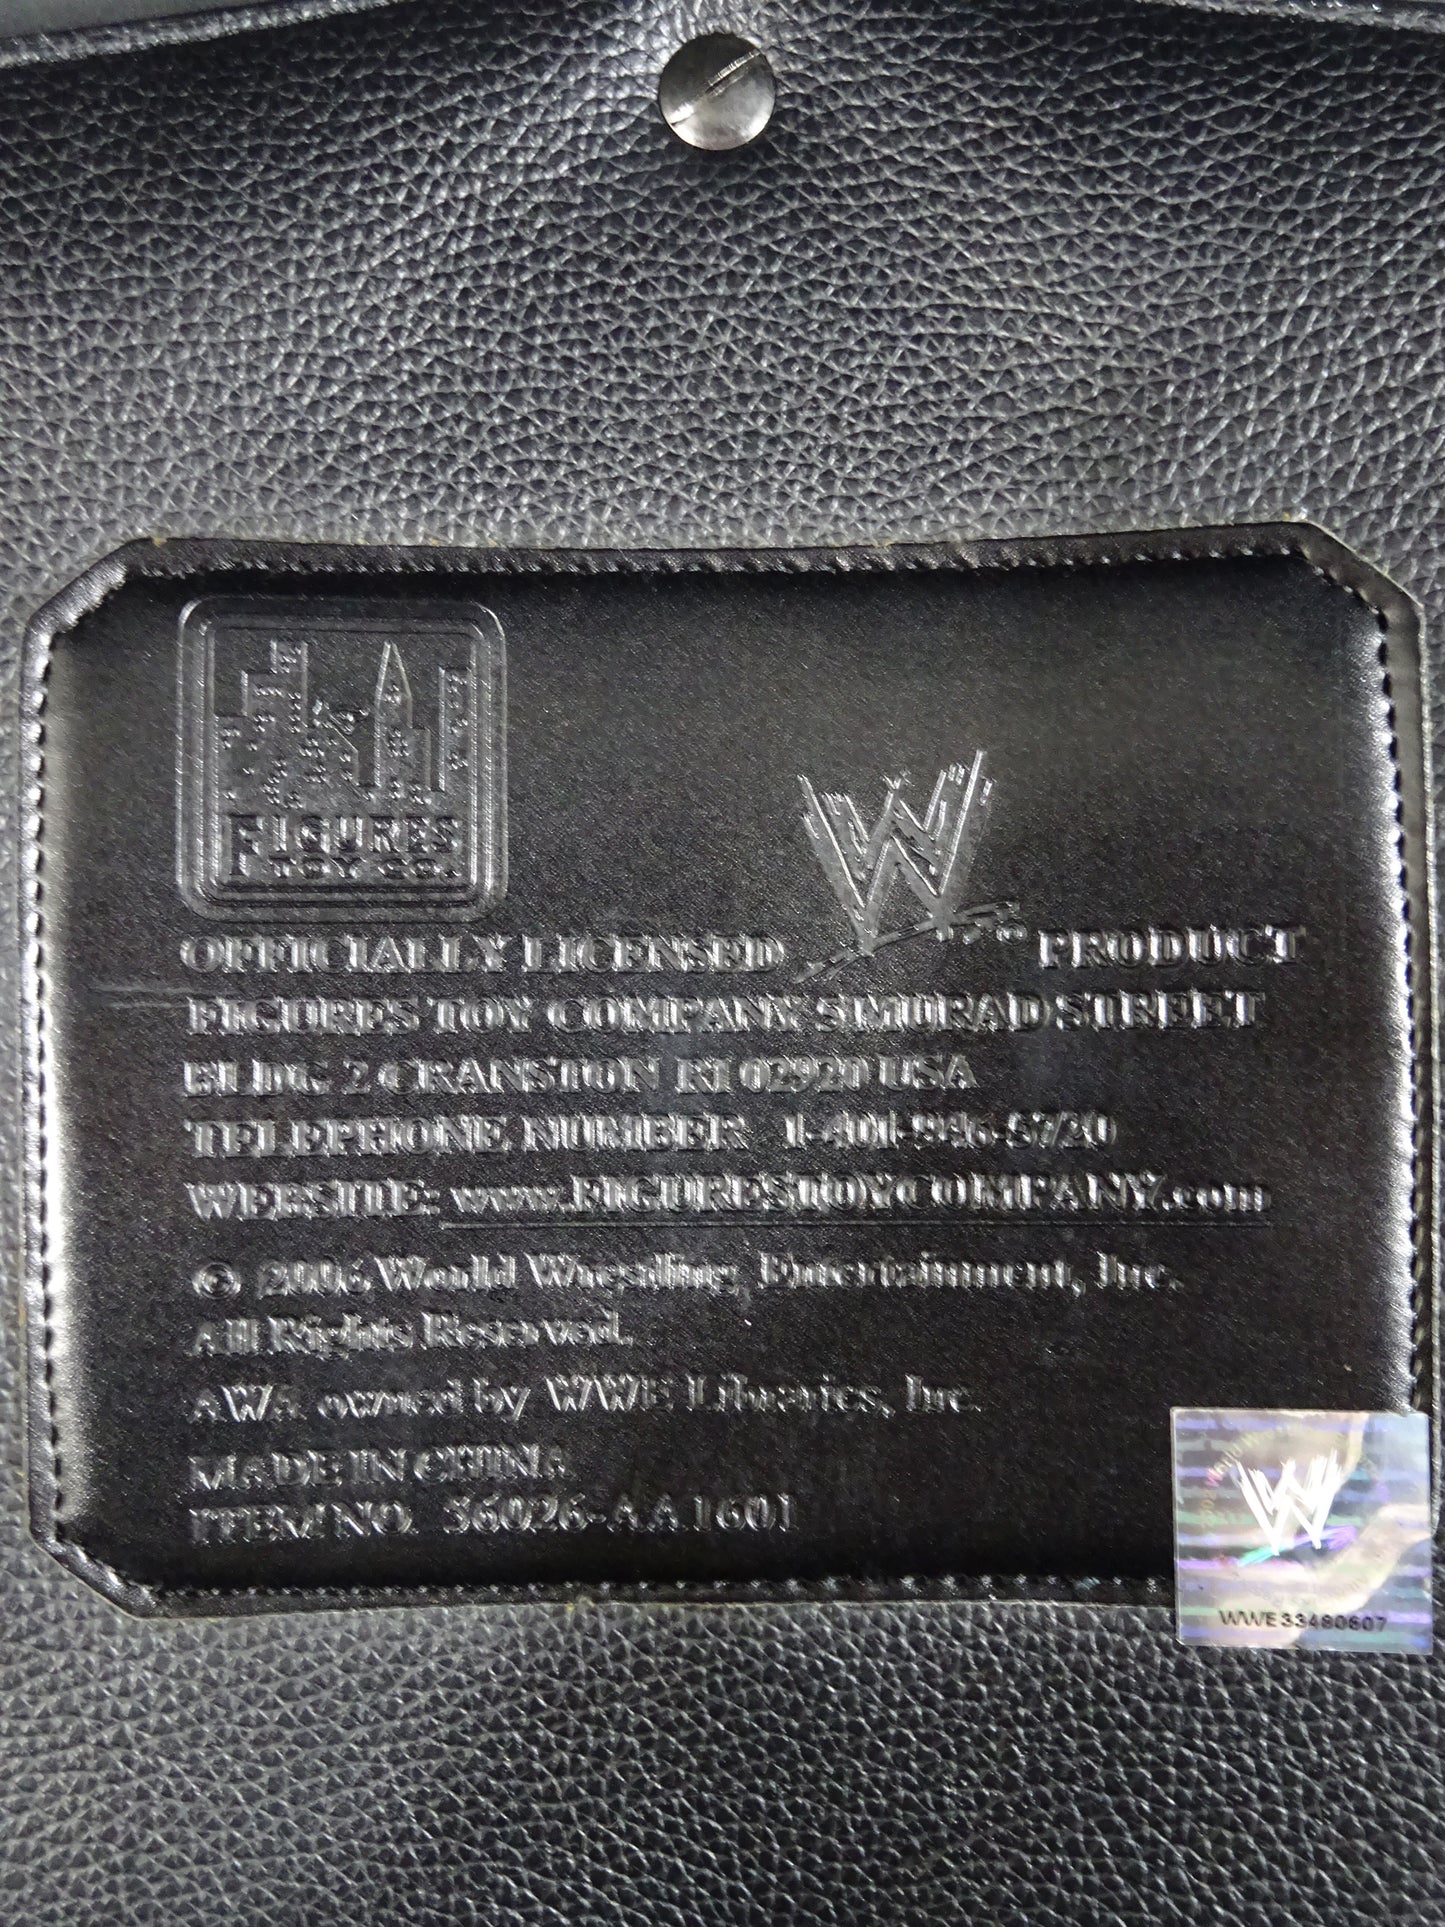 FIGURES
TOY CO.
OFFICIALLY LICENSED W PRODUCT
FIGURES TOY COMPANY 5 MURAD STREET
BLDG 2 CRANSTON RI 02920 USA
TELEPHONE NUMBER 1-401-946-5720
WEBSITE: www.FIGURESTOYCOMPANY.com
© 2006 World Wrestling Entertainment, Inc.
All Rights Reserved.
AWA owned by WWE Libraries, Inc.
MADE IN CHINA
ITEM NO. 36026-AA1601
W
WWE33480607